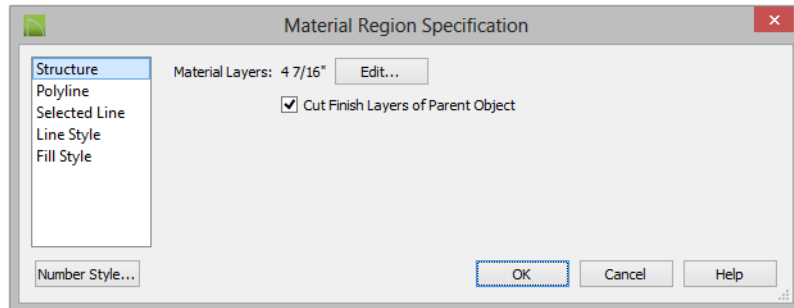 Material Region Specification
Structure
Polyline
Selected Line
Line Style
Fill Style
Material Layers: 4 7/16" Edit...
Cut Finish Layers of Parent Object
Number Style... OK Cancel Help